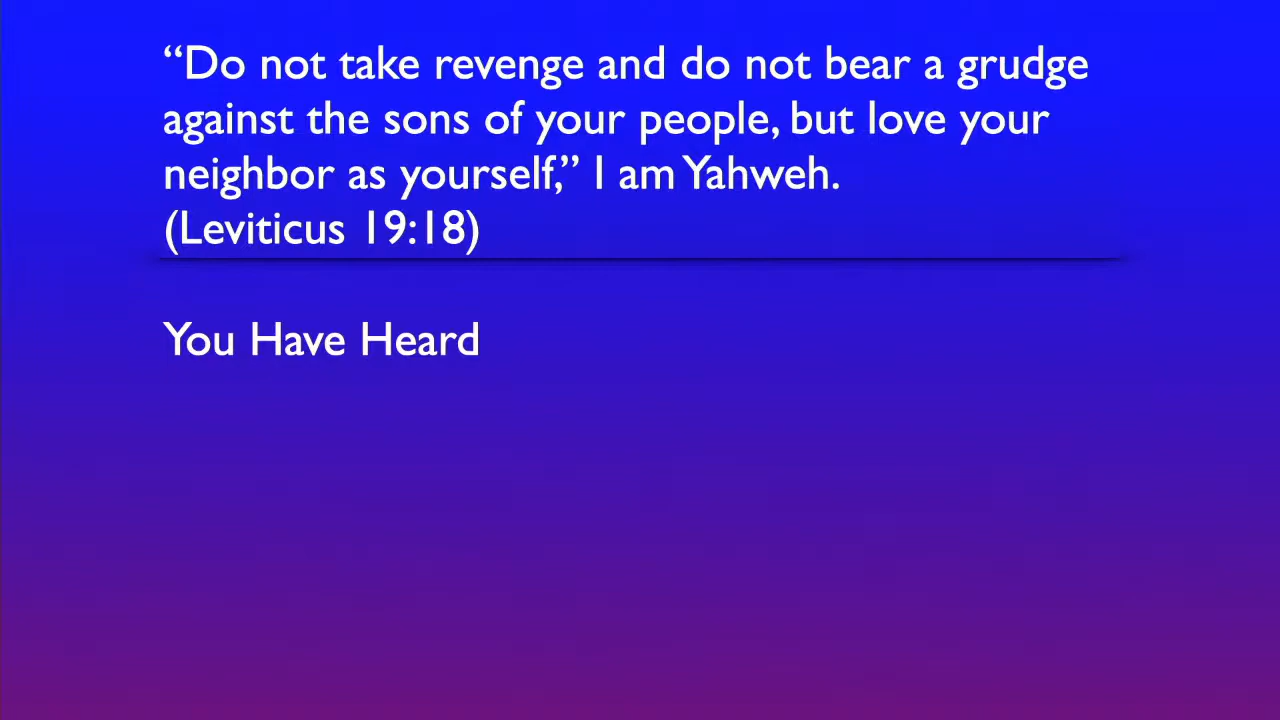 “Do not take revenge and do not bear a grudge
against the sons of your people, but love your
neighbor as yourself,” I am Yahweh.
(Leviticus 19:18)
You Have Heard